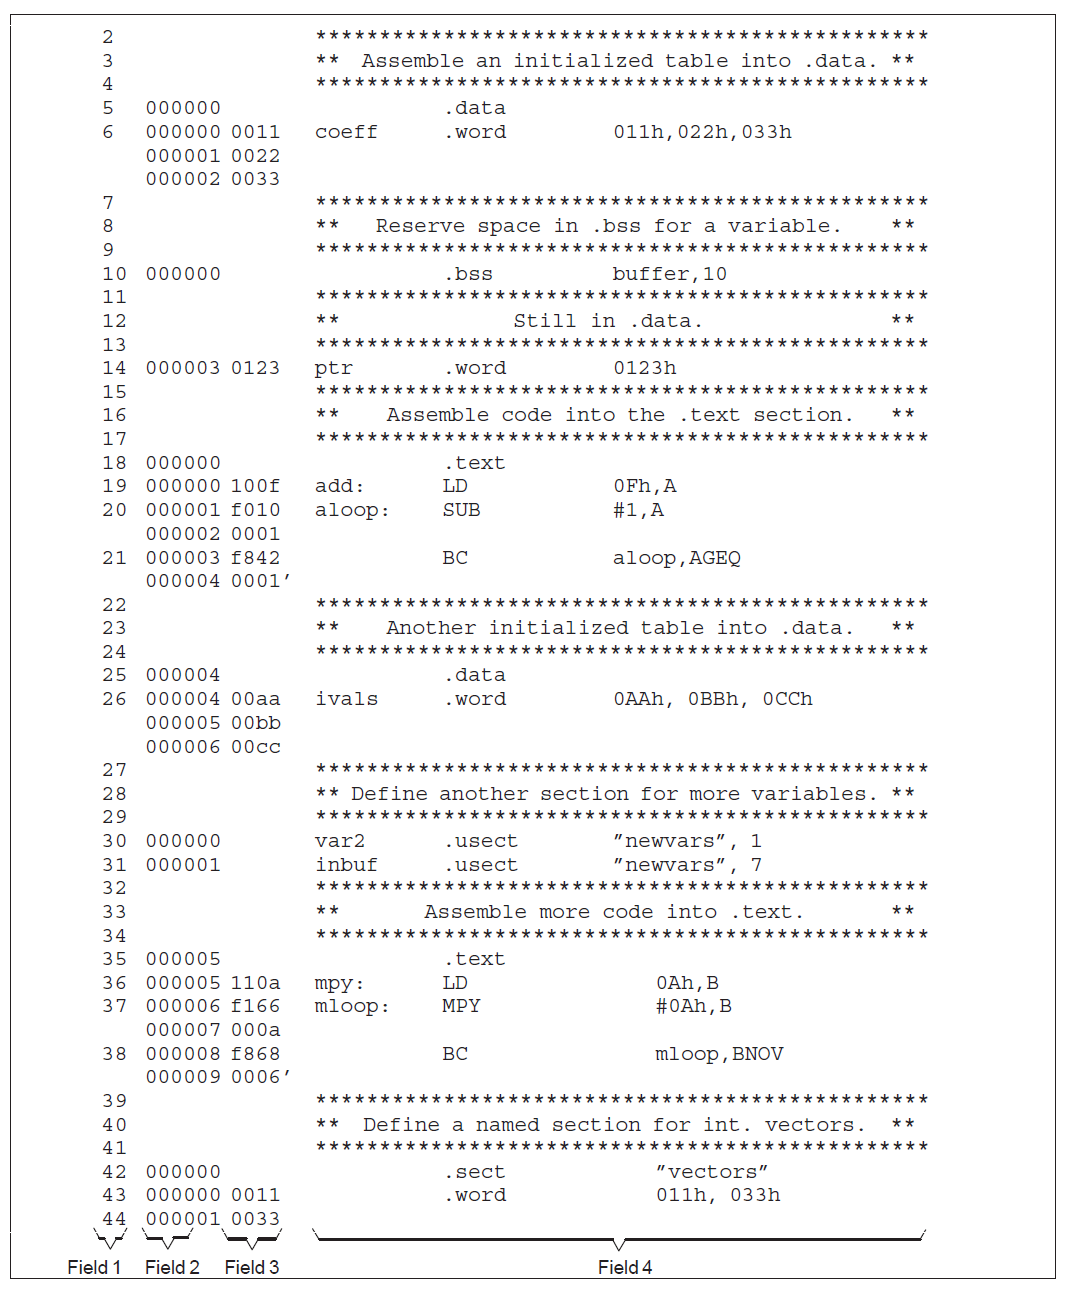 2 ************************************************
3 ** Assemble an initialized table into .data. **
4 ************************************************
5 000000 .data
6 000000 0011 coeff .word 011h,022h,033h
000001 0022
000002 0033
7 ************************************************
8 ** Reserve space in .bss for a variable. **
9 ************************************************
10 000000 .bss buffer,10
11 ************************************************
12 ** Still in .data. **
13 ************************************************
14 000003 0123 ptr .word 0123h
15 ************************************************
16 ** Assemble code into the .text section. **
17 ************************************************
18 000000 .text
19 000000 100f add: LD 0Fh,A
20 000001 f010 aloop: SUB #1,A
000002 0001
21 000003 f842 BC aloop,AGEQ
000004 0001′
22 ************************************************
23 ** Another initialized table into .data. **
24 ************************************************
25 000004 .data
26 000004 00aa ivals .word 0AAh, 0BBh, 0CCh
000005 00bb
000006 00cc
27 ************************************************
28 ** Define another section for more variables. **
29 ************************************************
30 000000 var2 .usect ″newvars″, 1
31 000001 inbuf .usect ″newvars″, 7
32 ************************************************
33 ** Assemble more code into .text. **
34 ************************************************
35 000005 .text
36 000005 110a mpy: LD 0Ah,B
37 000006 f166 mloop: MPY #0Ah,B
000007 000a
38 000008 f868 BC mloop,BNOV
000009 0006′
39 ************************************************
40 ** Define a named section for int. vectors. **
41 ************************************************
42 000000 .sect ″vectors″
43 000000 0011 .word 011h, 033h
44 000001 0033
Field 1 Field 2 Field 3 Field 4